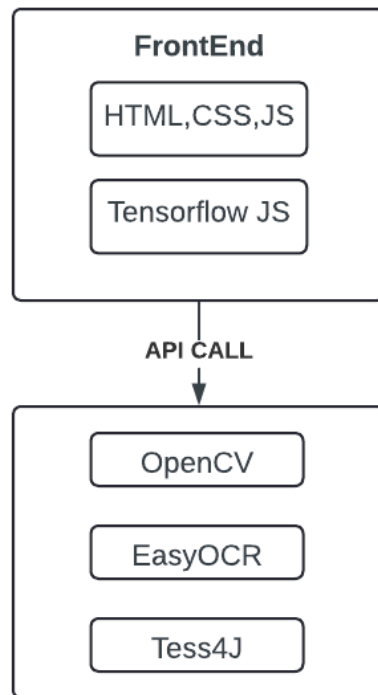 FrontEnd
HTML,CSS,JS
Tensorflow JS
API CALL
OpenCV
EasyOCR
Tess4J